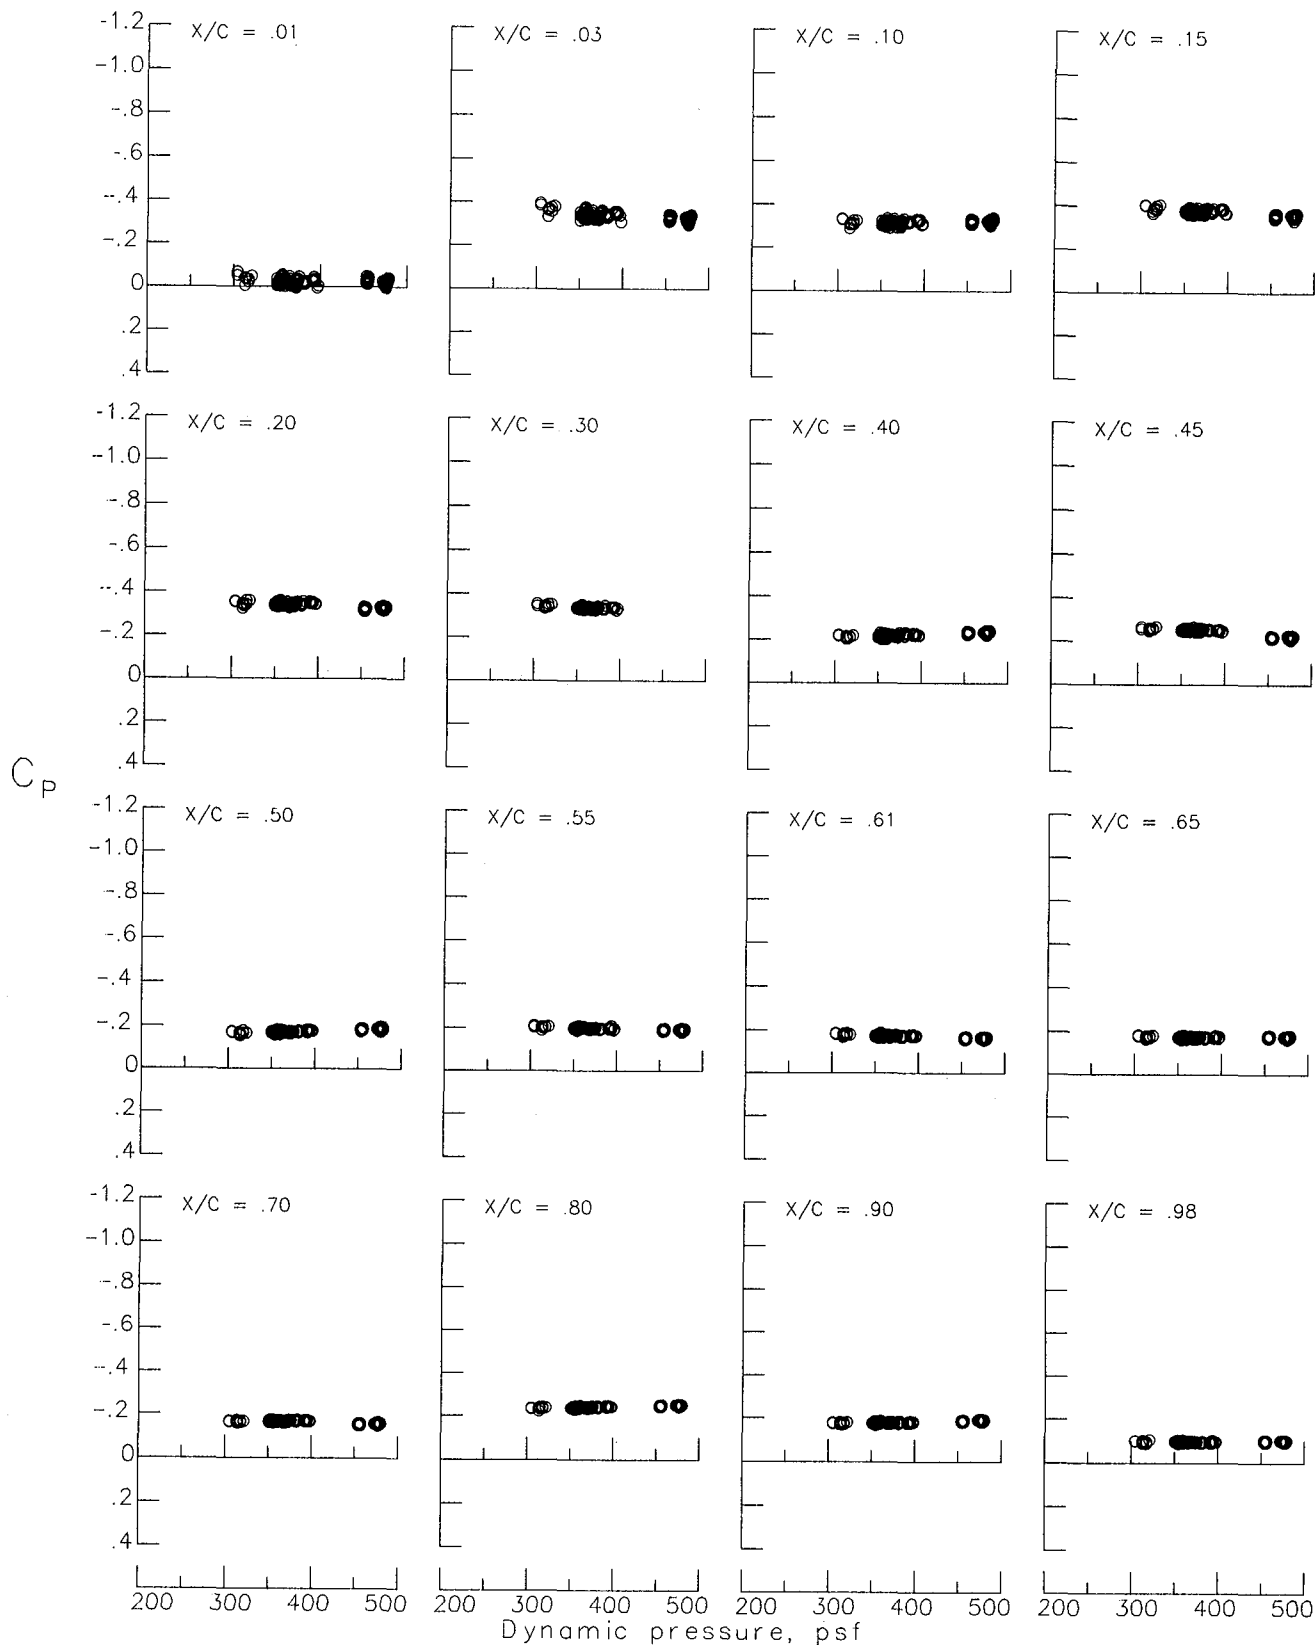 X/C = .01
X/C = .03
X/C = .10
X/C = .15
-1.2
-1.0
-.8
-.6
-.4
-.2
0
.2
.4
X/C = .20
X/C = .30
X/C = .40
X/C = .45
-1.2
-1.0
-.8
-.6
-.4
-.2
0
.2
.4
CP
X/C = .50
X/C = .55
X/C = .61
X/C = .65
-1.2
-1.0
-.8
-.6
-.4
-.2
0
.2
.4
X/C = .70
X/C = .80
X/C = .90
X/C = .98
-1.2
-1.0
-.8
-.6
-.4
-.2
0
.2
.4
200 300 400 500 200 300 400 500 200 300 400 500 200 300 400 500
Dynamic pressure, psf